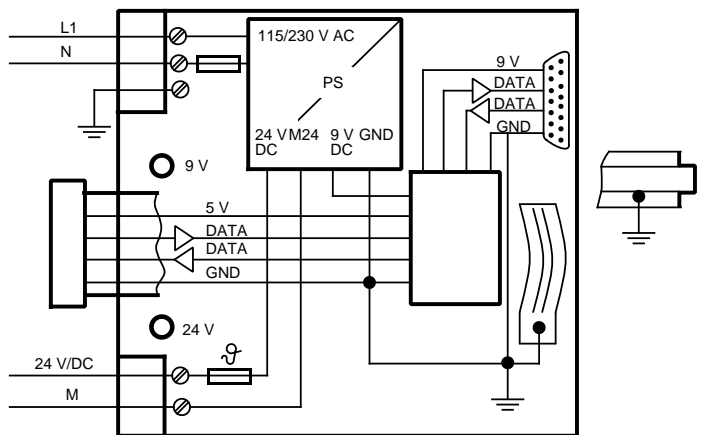 L1
115/230 V AC
N
9 V
PS
DATA
DATA
24 V M24 9 V GND
DC DC
GND
9 V
5 V
DATA
DATA
GND
24 V
24 V/DC
ϑ
M